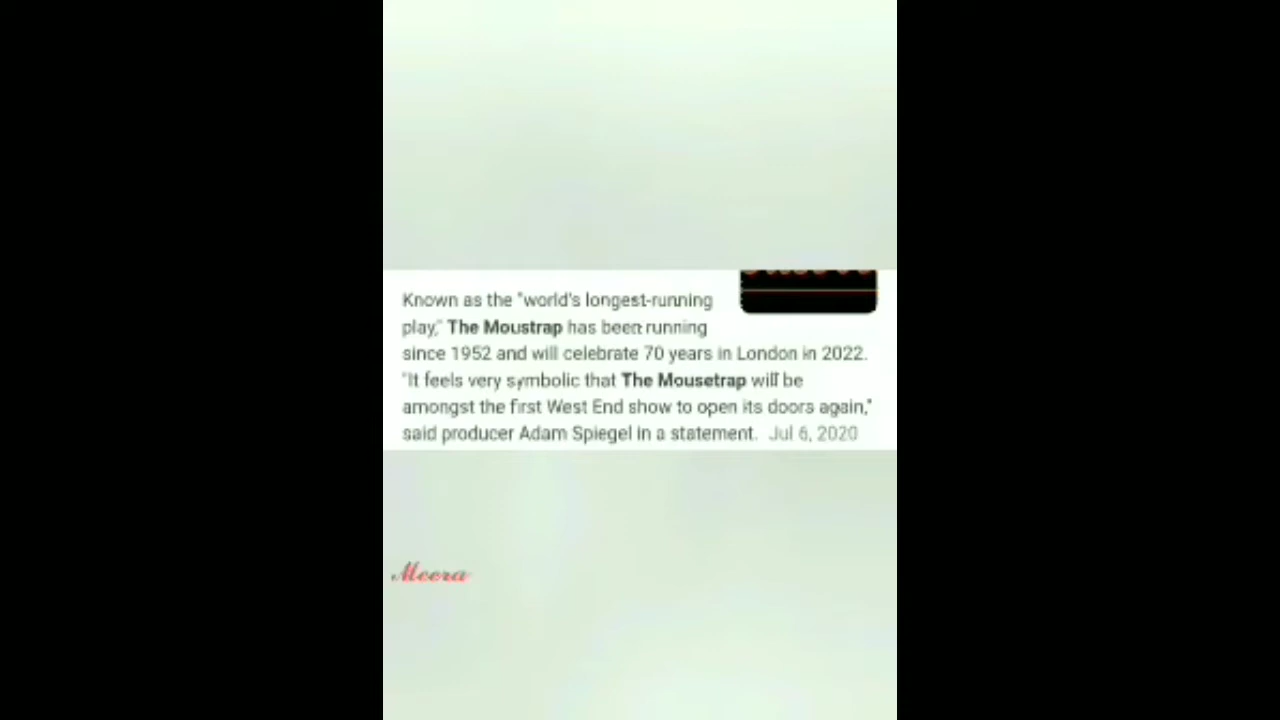 Known as the "world's longest-running
play," The Moustrap has been running
since 1952 and will celebrate 70 years in London in 2022.
"It feels very symbolic that The Mousetrap will be
amongst the first West End show to open its doors again,"
said producer Adam Spiegel in a statement. Jul 6, 2020
Meera